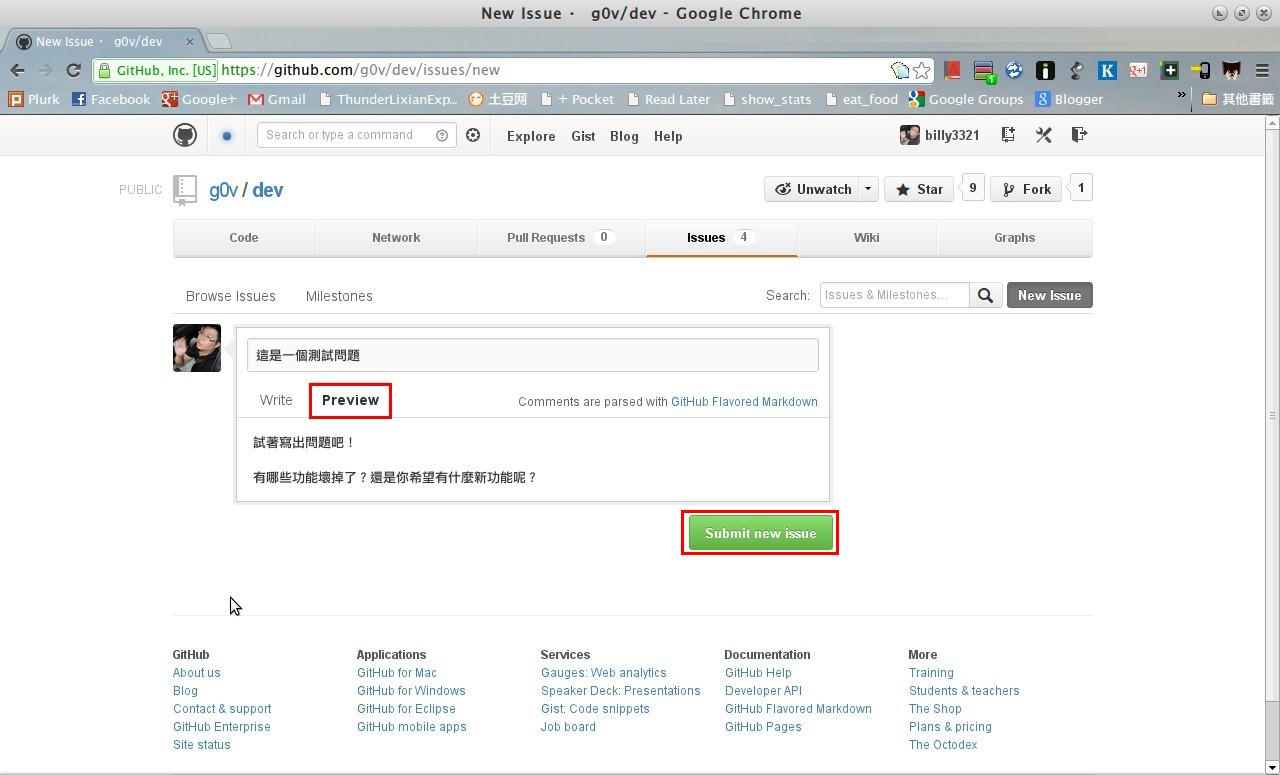 New Issue · g0v/dev - Google Chrome
New Issue · g0v/dev
GitHub, Inc. [US] https://github.com/g0v/dev/issues/new
Plurk Facebook Google+ Gmail ThunderLixianExp... 土豆网 + Pocket Read Later show_stats eat_food Google Groups Blogger » 其他書籤
Search or type a command Explore Gist Blog Help billy3321
PUBLIC g0v / dev Unwatch Star 9 Fork 1
Code Network Pull Requests 0 Issues 4 Wiki Graphs
Browse Issues Milestones Search: Issues & Milestones... New Issue
這是一個測試問題
Write Preview Comments are parsed with GitHub Flavored Markdown
試著寫出問題吧！
有哪些功能壞掉了？還是你希望有什麼新功能呢？
Submit new issue
GitHub Applications Services Documentation More
About us GitHub for Mac Gauges: Web analytics GitHub Help Training
Blog GitHub for Windows Speaker Deck: Presentations Developer API Students & teachers
Contact & support GitHub for Eclipse Gist: Code snippets GitHub Flavored Markdown The Shop
GitHub Enterprise GitHub mobile apps Job board GitHub Pages Plans & pricing
Site status The Octodex